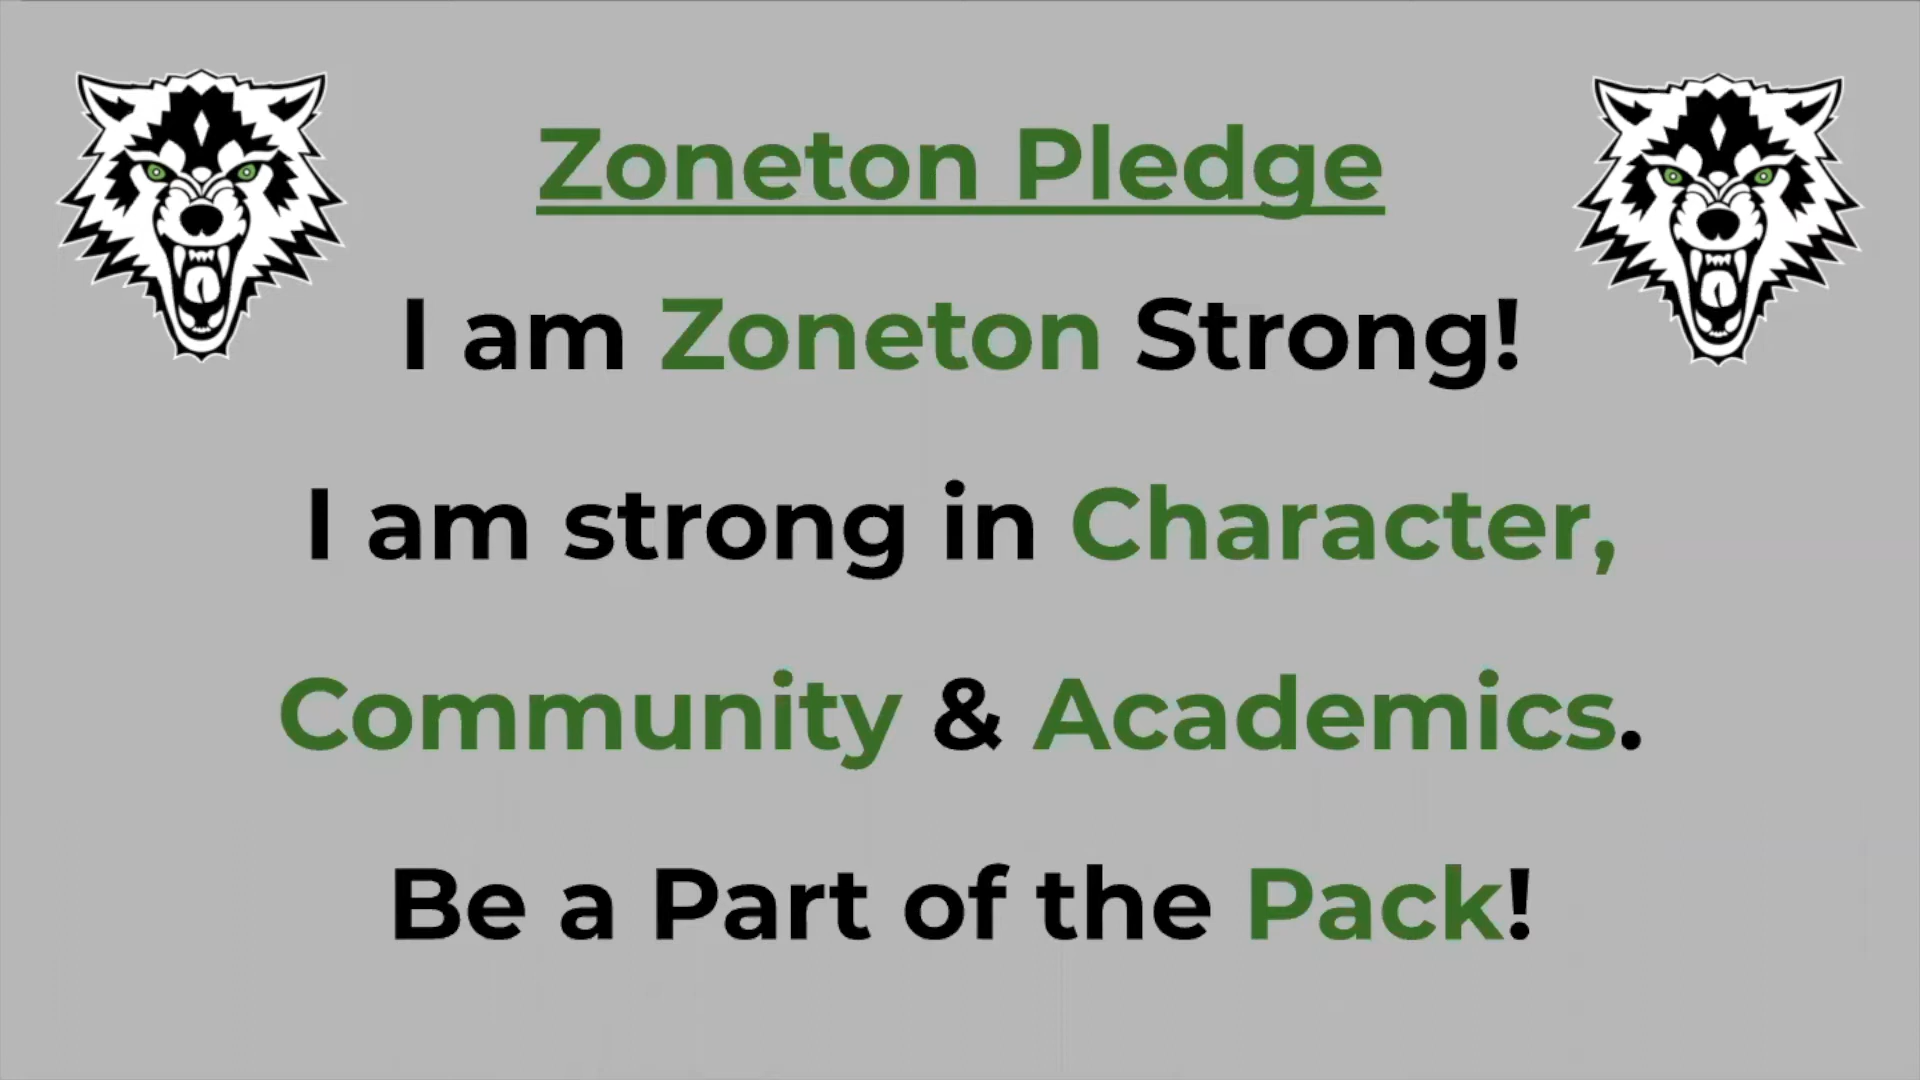 Zoneton Pledge
I am Zoneton Strong!
I am strong in Character,
Community & Academics.
Be a Part of the Pack!